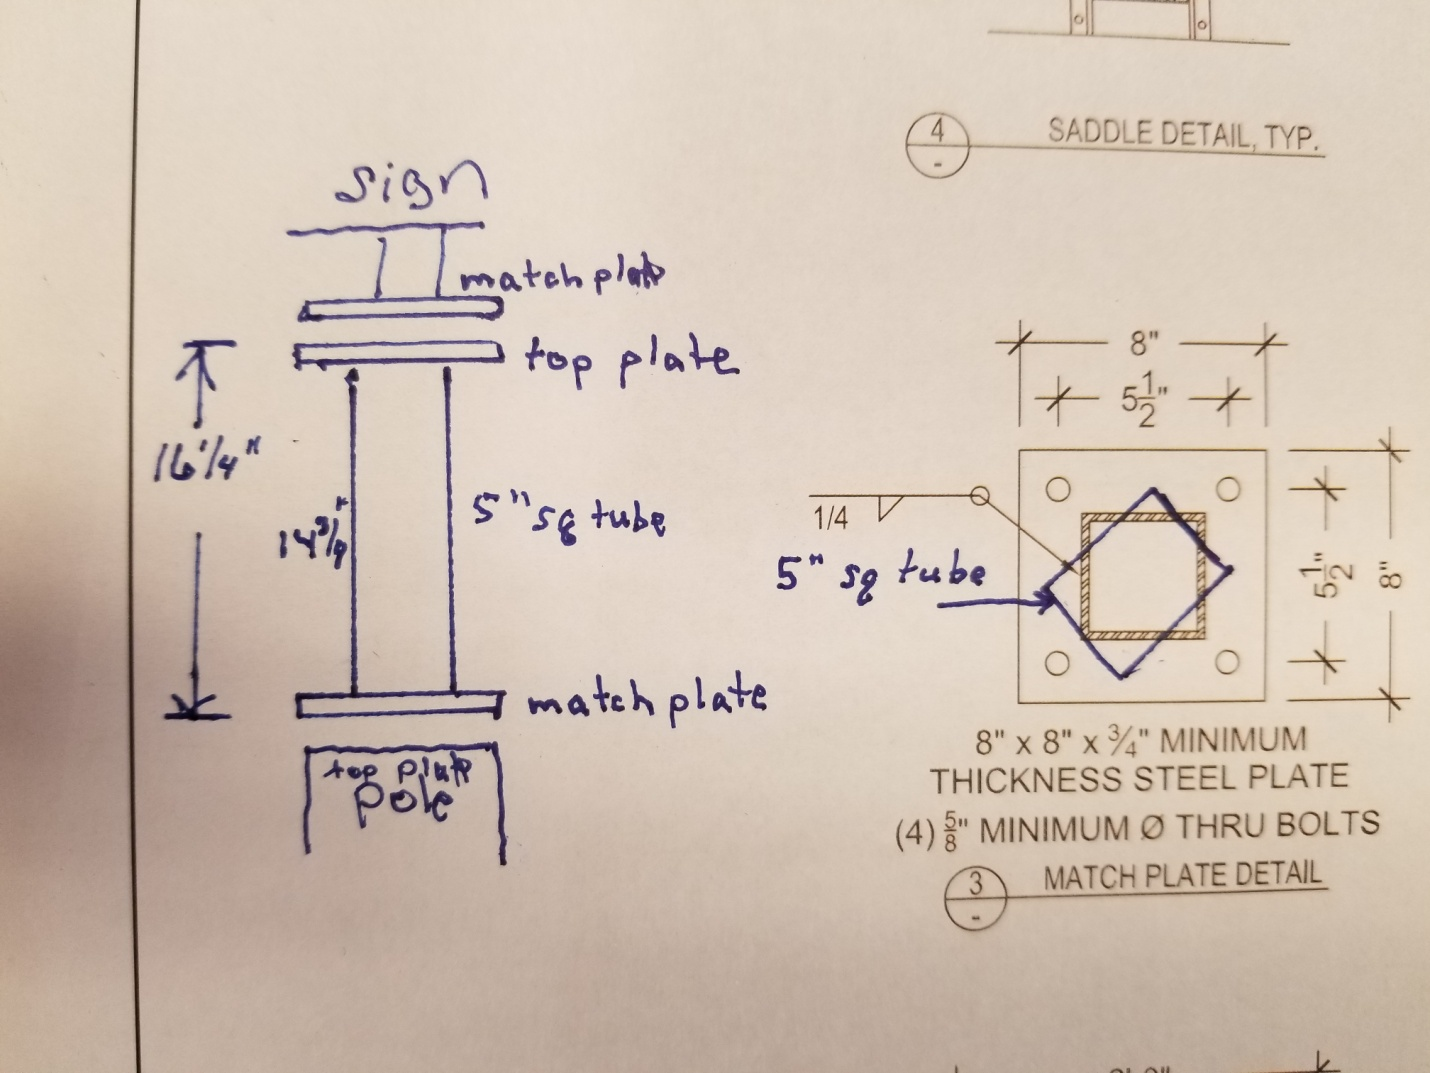 4
-
SADDLE DETAIL, TYP.
sign
match plate
top plate
16 1/4"
14 3/4"
5" sq tube
match plate
top plate
pole
8"
5 1/2"
1/4
5" sq tube
5 1/2"
8"
8" x 8" x 3/4" MINIMUM
THICKNESS STEEL PLATE
(4) 5/8" MINIMUM Ø THRU BOLTS
3
-
MATCH PLATE DETAIL